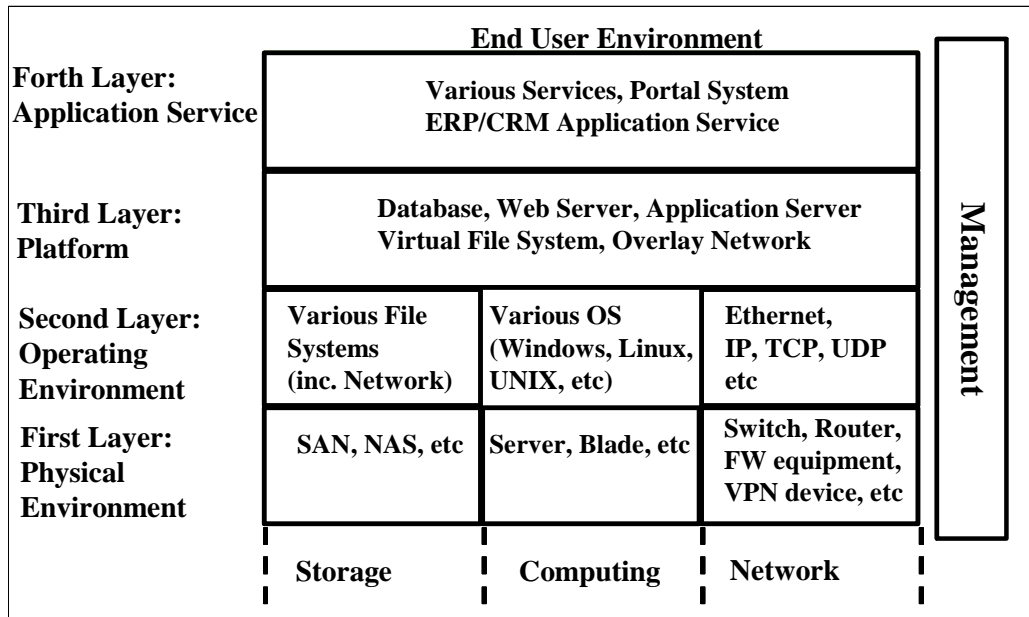 End User Environment
Forth Layer:
Application Service
Various Services, Portal System
ERP/CRM Application Service
Third Layer:
Platform
Database, Web Server, Application Server
Virtual File System, Overlay Network
Second Layer:
Operating
Environment
Various File
Systems
(inc. Network)
Various OS
(Windows, Linux,
UNIX, etc)
Ethernet,
IP, TCP, UDP
etc
First Layer:
Physical
Environment
SAN, NAS, etc
Server, Blade, etc
Switch, Router,
FW equipment,
VPN device, etc
Storage
Computing
Network
Management